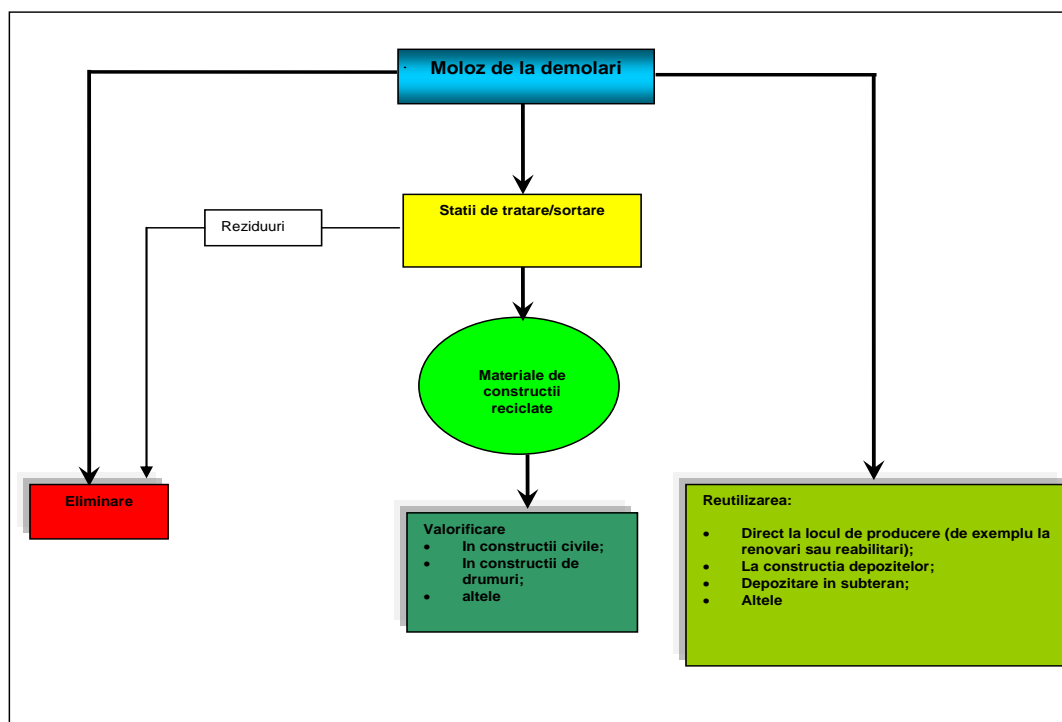 Moloz de la demolari
Statii de tratare/sortare
Reziduuri
Materiale de
constructii
reciclate
Eliminare
Valorificare
• In constructii civile;
• In constructii de
drumuri;
• altele
Reutilizarea:
• Direct la locul de producere (de exemplu la
renovari sau reabilitari);
• La constructia depozitelor;
• Depozitare in subteran;
• Altele